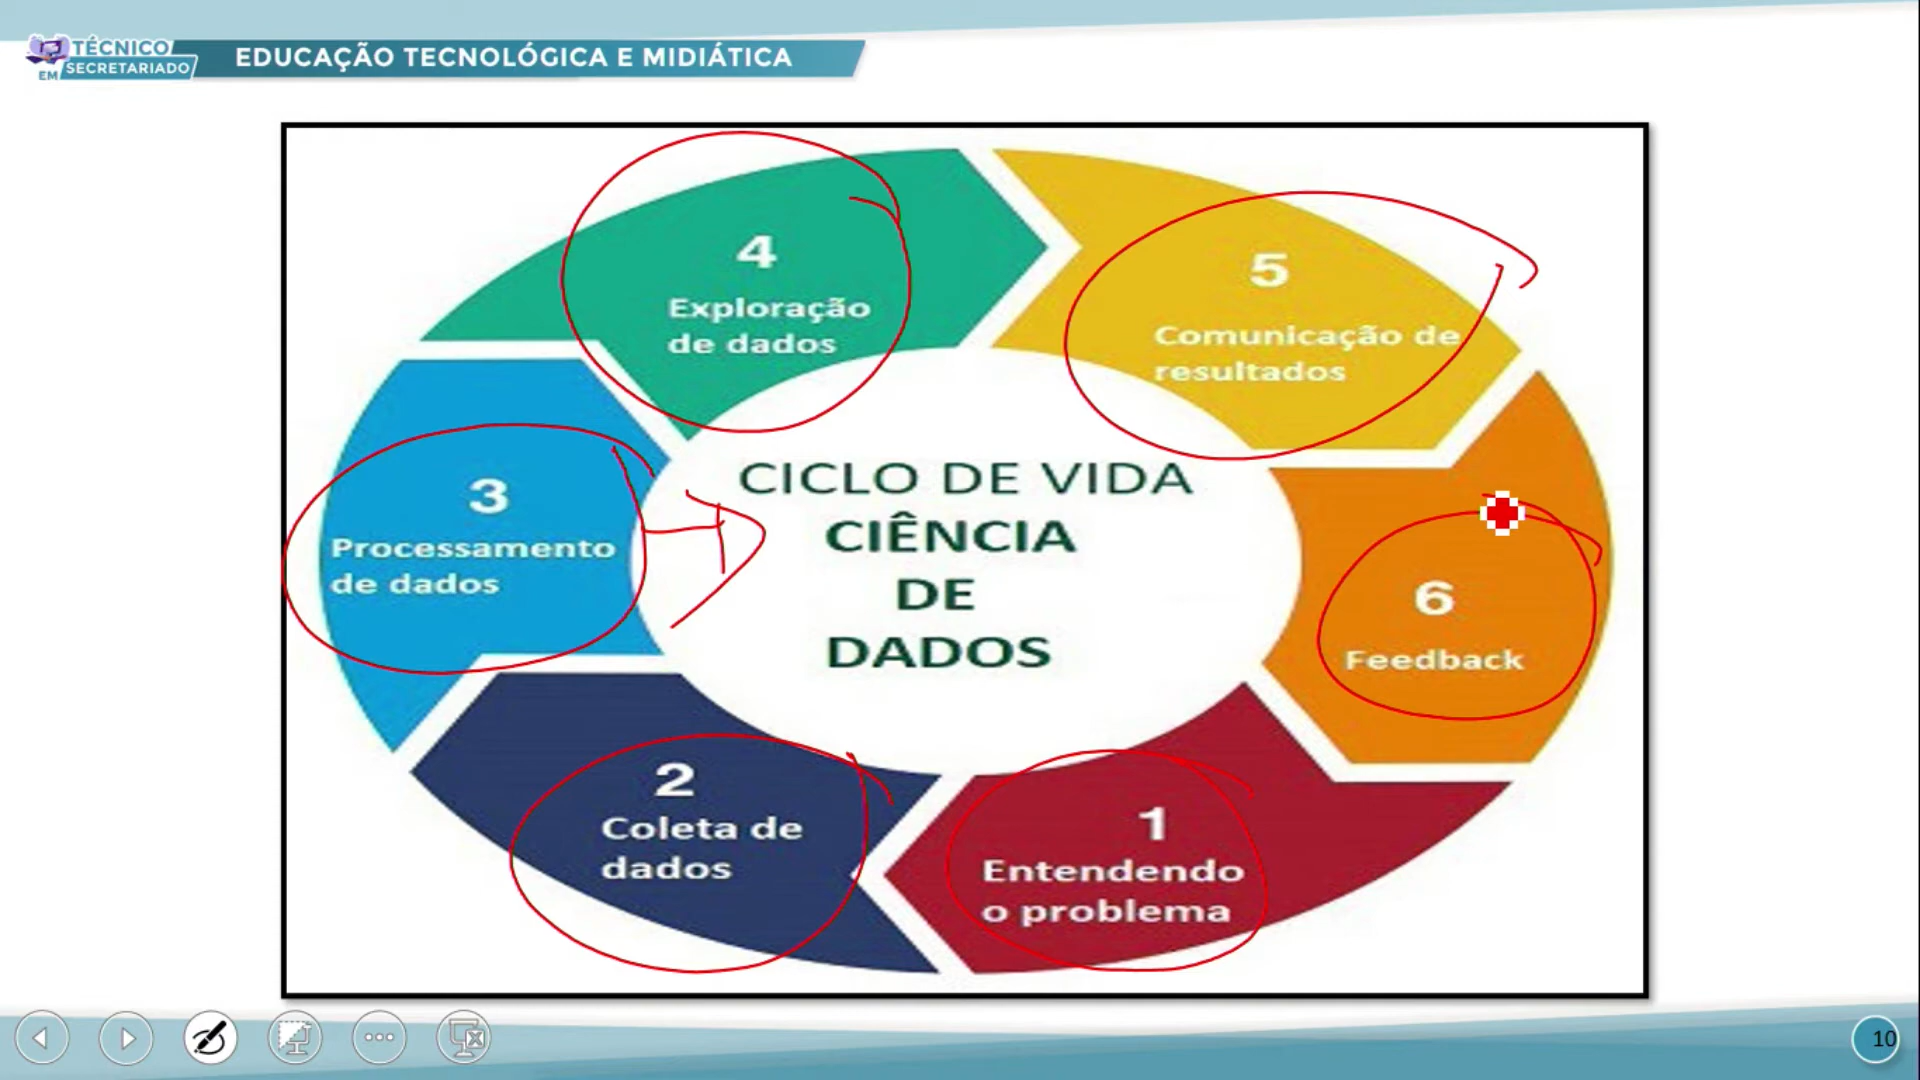 TÉCNICO
EM SECRETARIADO
EDUCAÇÃO TECNOLÓGICA E MIDIÁTICA
4
Exploração
de dados
5
Comunicação de
resultados
3
Processamento
de dados
CICLO DE VIDA
CIÊNCIA
DE
DADOS
6
Feedback
2
Coleta de
dados
1
Entendendo
o problema
10